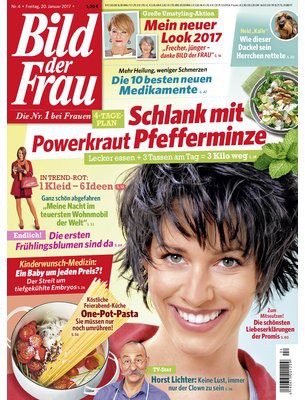 Nr. 4 • Freitag, 20. Januar 2017 •
Bild
der
Frau
Die Nr. 1 bei Frauen
Große Umstyling-Aktion
Mein neuer
Look 2017
„Frecher, jünger –
danke BILD der FRAU“
Held „Kalle“
Wie dieser
Dackel sein
Herrchen rettete
Mehr Heilung, weniger Schmerzen
Die 10 besten neuen
Medikamente
4-TAGE-
PLAN
Schlank mit
Powerkraut Pfefferminze
Lecker essen + 3 Tassen am Tag = 3 Kilo weg
IN TREND-ROT:
1 Kleid – 6 Ideen
Ganz schön abgefahren
„Meine Nacht im
teuersten Wohnmobil
der Welt“
Endlich!
Die ersten
Frühlingsblumen sind da
Kinderwunsch-Medizin:
Ein Baby um jeden Preis?!
Der Streit um
tiefgekühlte Embryos
Köstliche
Feierabend-Küche
One-Pot-Pasta
Sie müssen nur
noch umrühren!
TV-Star
Horst Lichter: Keine Lust, immer
nur der Clown zu sein
Zum
Mitraten!
Die schönsten
Liebeserklärungen
der Promis